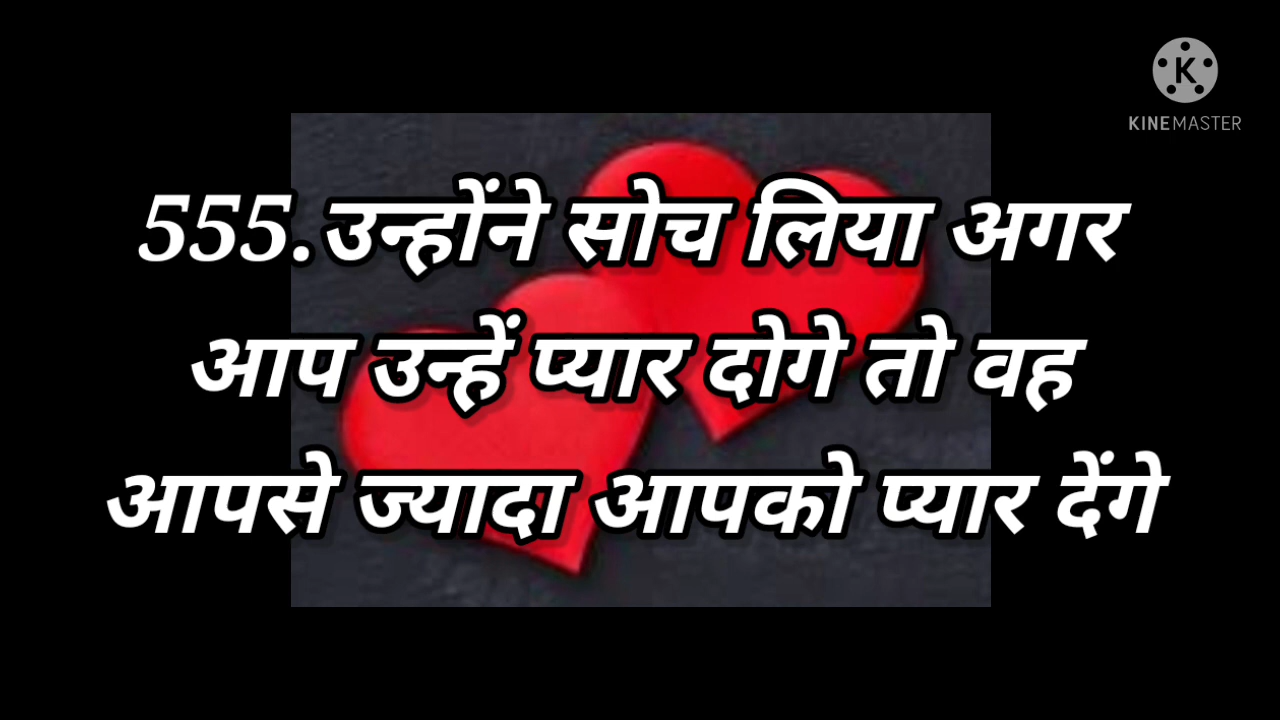 KINEMASTER
555.उन्होंने सोच लिया अगर
आप उन्हें प्यार दोगे तो वह
आपसे ज्यादा आपको प्यार देंगे